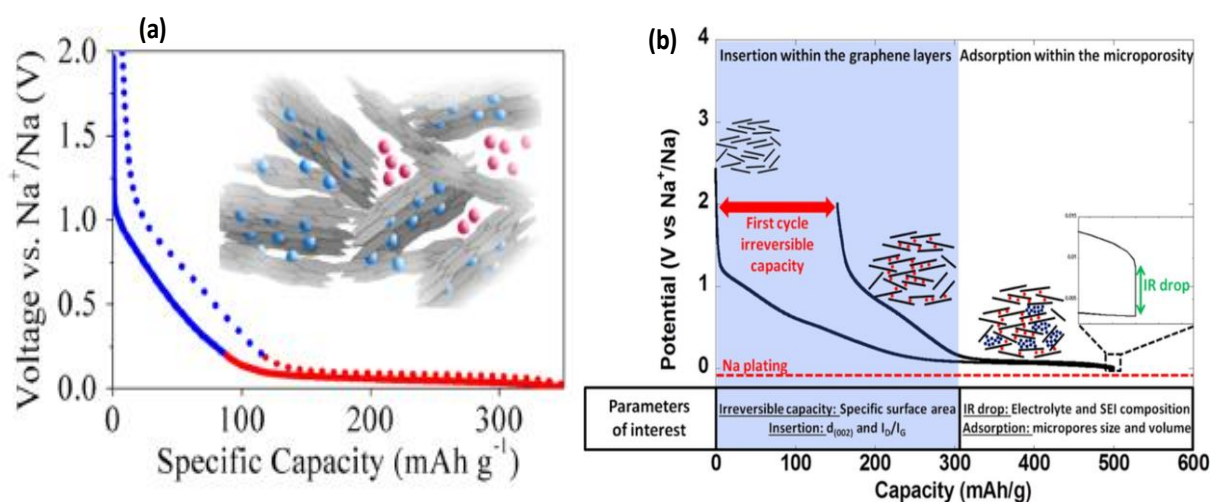 (a)
Voltage vs. Na⁺/Na (V)
2.0
1.5
1.0
0.5
0.0
0 100 200 300
Specific Capacity (mAh g⁻¹)
(b)
Insertion within the graphene layers
Adsorption within the microporosity
Potential (V vs Na⁺/Na)
4
3
2
1
0
First cycle
irreversible
capacity
IR drop
Na plating
Parameters
of interest
Irreversible capacity: Specific surface area
Insertion: d₍₀₀₂₎ and I_D/I_G
IR drop: Electrolyte and SEI composition
Adsorption: micropores size and volume
0 100 200 300 400 500 600
Capacity (mAh/g)